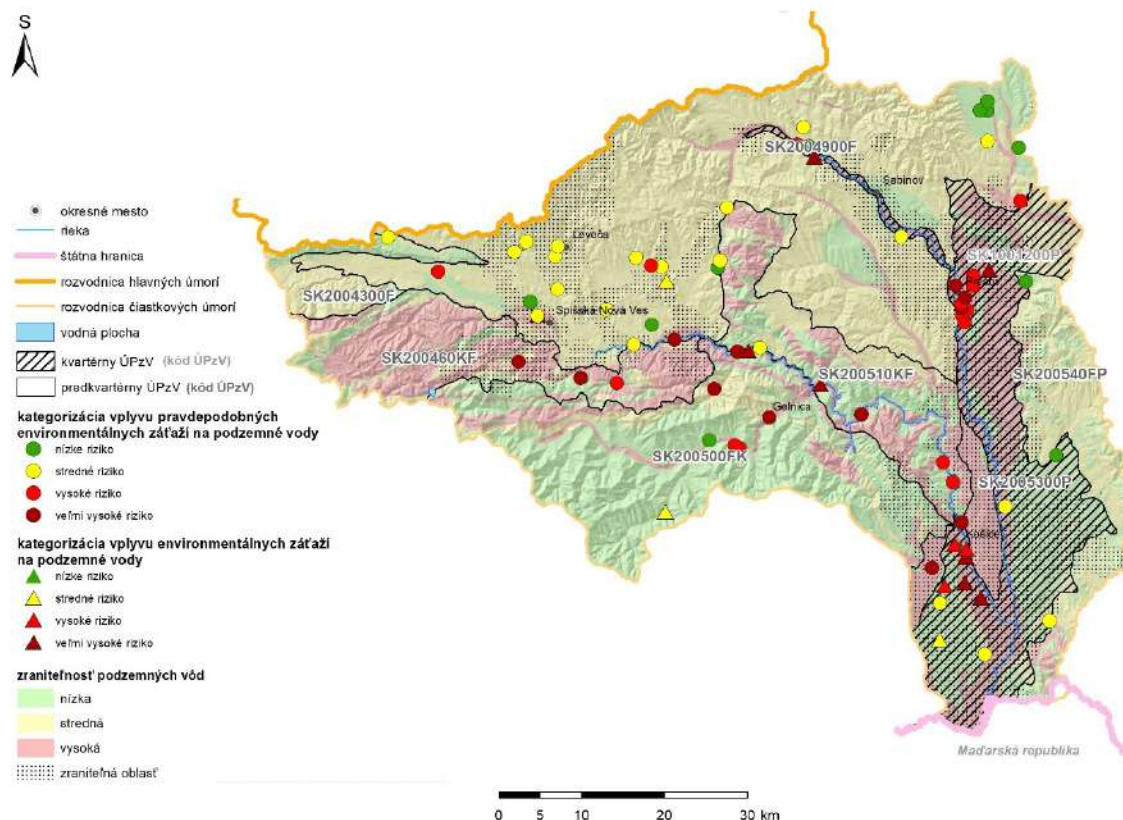 S
okresné mesto
rieka
štátna hranica
rozvodnica hlavných úmorí
rozvodnica čiastkových úmorí
vodná plocha
kvartérny ÚPzV (kód ÚPzV)
predkvartérny ÚPzV (kód ÚPzV)
kategorizácia vplyvu pravdepodobných
environmentálnych záťaží na podzemné vody
nízke riziko
stredné riziko
vysoké riziko
veľmi vysoké riziko
kategorizácia vplyvu environmentálnych záťaží
na podzemné vody
nízke riziko
stredné riziko
vysoké riziko
veľmi vysoké riziko
zraniteľnosť podzemných vôd
nízka
stredná
vysoká
zraniteľná oblasť
SK2004900F
Sabinov
Levoča
SK1001200P
SK2004300F
Spišská Nová Ves
SK200460KF
SK200510KF
SK200540FP
Gelnica
SK200500FK
SK2005300P
Maďarská republika
0 5 10 20 30 km